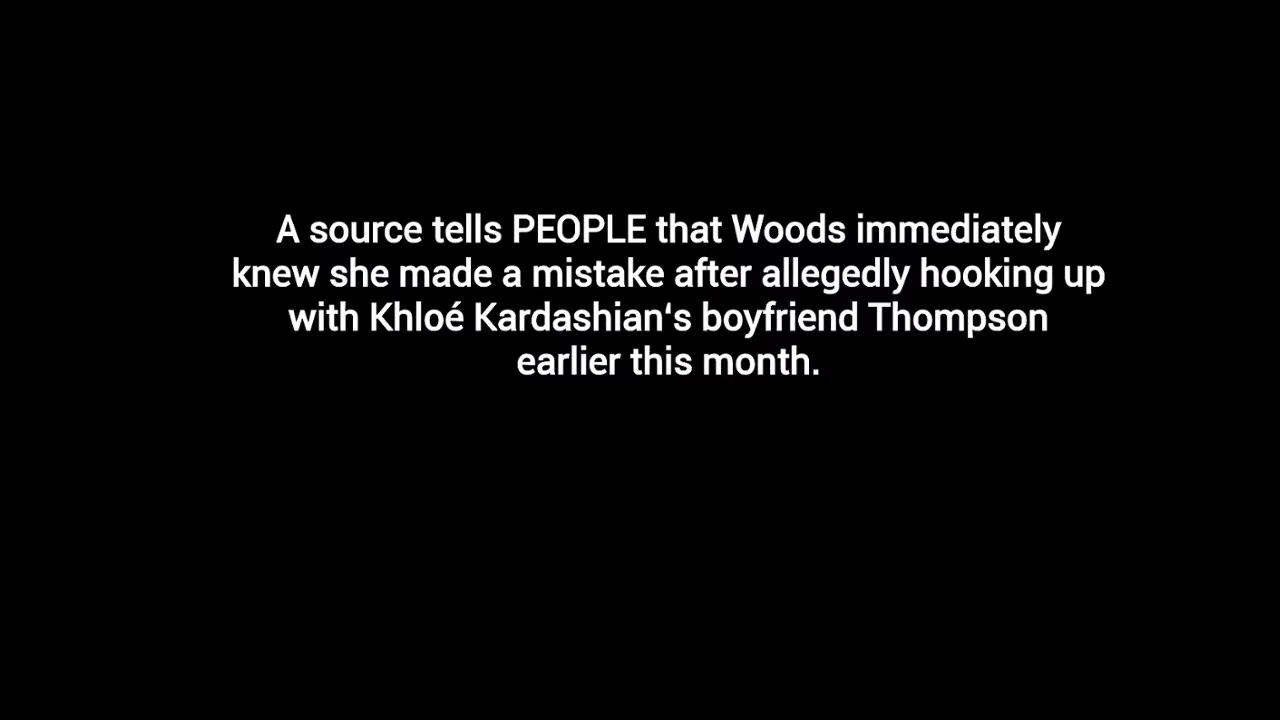 A source tells PEOPLE that Woods immediately
knew she made a mistake after allegedly hooking up
with Khloé Kardashian‘s boyfriend Thompson
earlier this month.